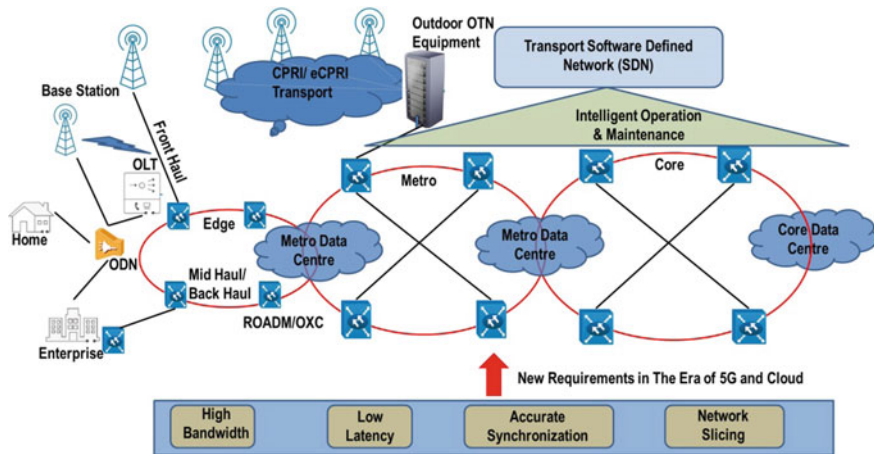 Outdoor OTN
Equipment
Transport Software Defined
Network (SDN)
CPRI/ eCPRI
Transport
Base Station
Front Haul
Intelligent Operation
& Maintenance
OLT
Metro
Core
Home
Edge
ODN
Metro Data
Centre
Metro Data
Centre
Core Data
Centre
Mid Haul/
Back Haul
ROADM/OXC
Enterprise
New Requirements in The Era of 5G and Cloud
High
Bandwidth
Low
Latency
Accurate
Synchronization
Network
Slicing